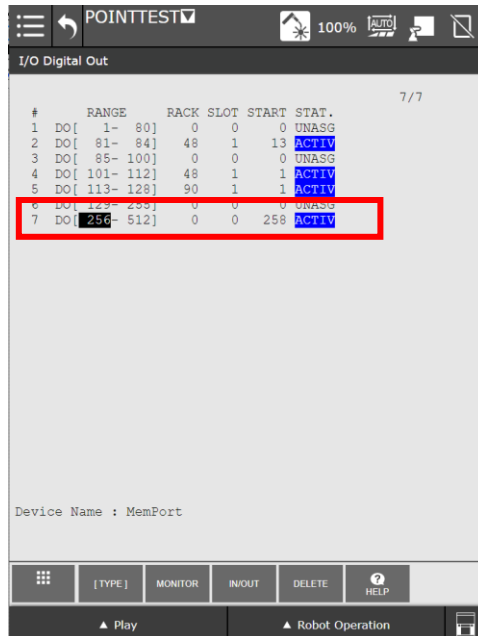 POINTTEST
100%
AUTO
I/O Digital Out
7/7
# RANGE RACK SLOT START STAT.
1 DO[ 1- 80] 0 0 0 UNASG
2 DO[ 81- 84] 48 1 13 ACTIV
3 DO[ 85- 100] 0 0 0 UNASG
4 DO[ 101- 112] 48 1 1 ACTIV
5 DO[ 113- 128] 90 1 1 ACTIV
6 DO[ 129- 255] 0 0 0 UNASG
7 DO[ 256- 512] 0 0 258 ACTIV
Device Name : MemPort
[ TYPE ] MONITOR IN/OUT DELETE ? HELP
▲ Play ▲ Robot Operation